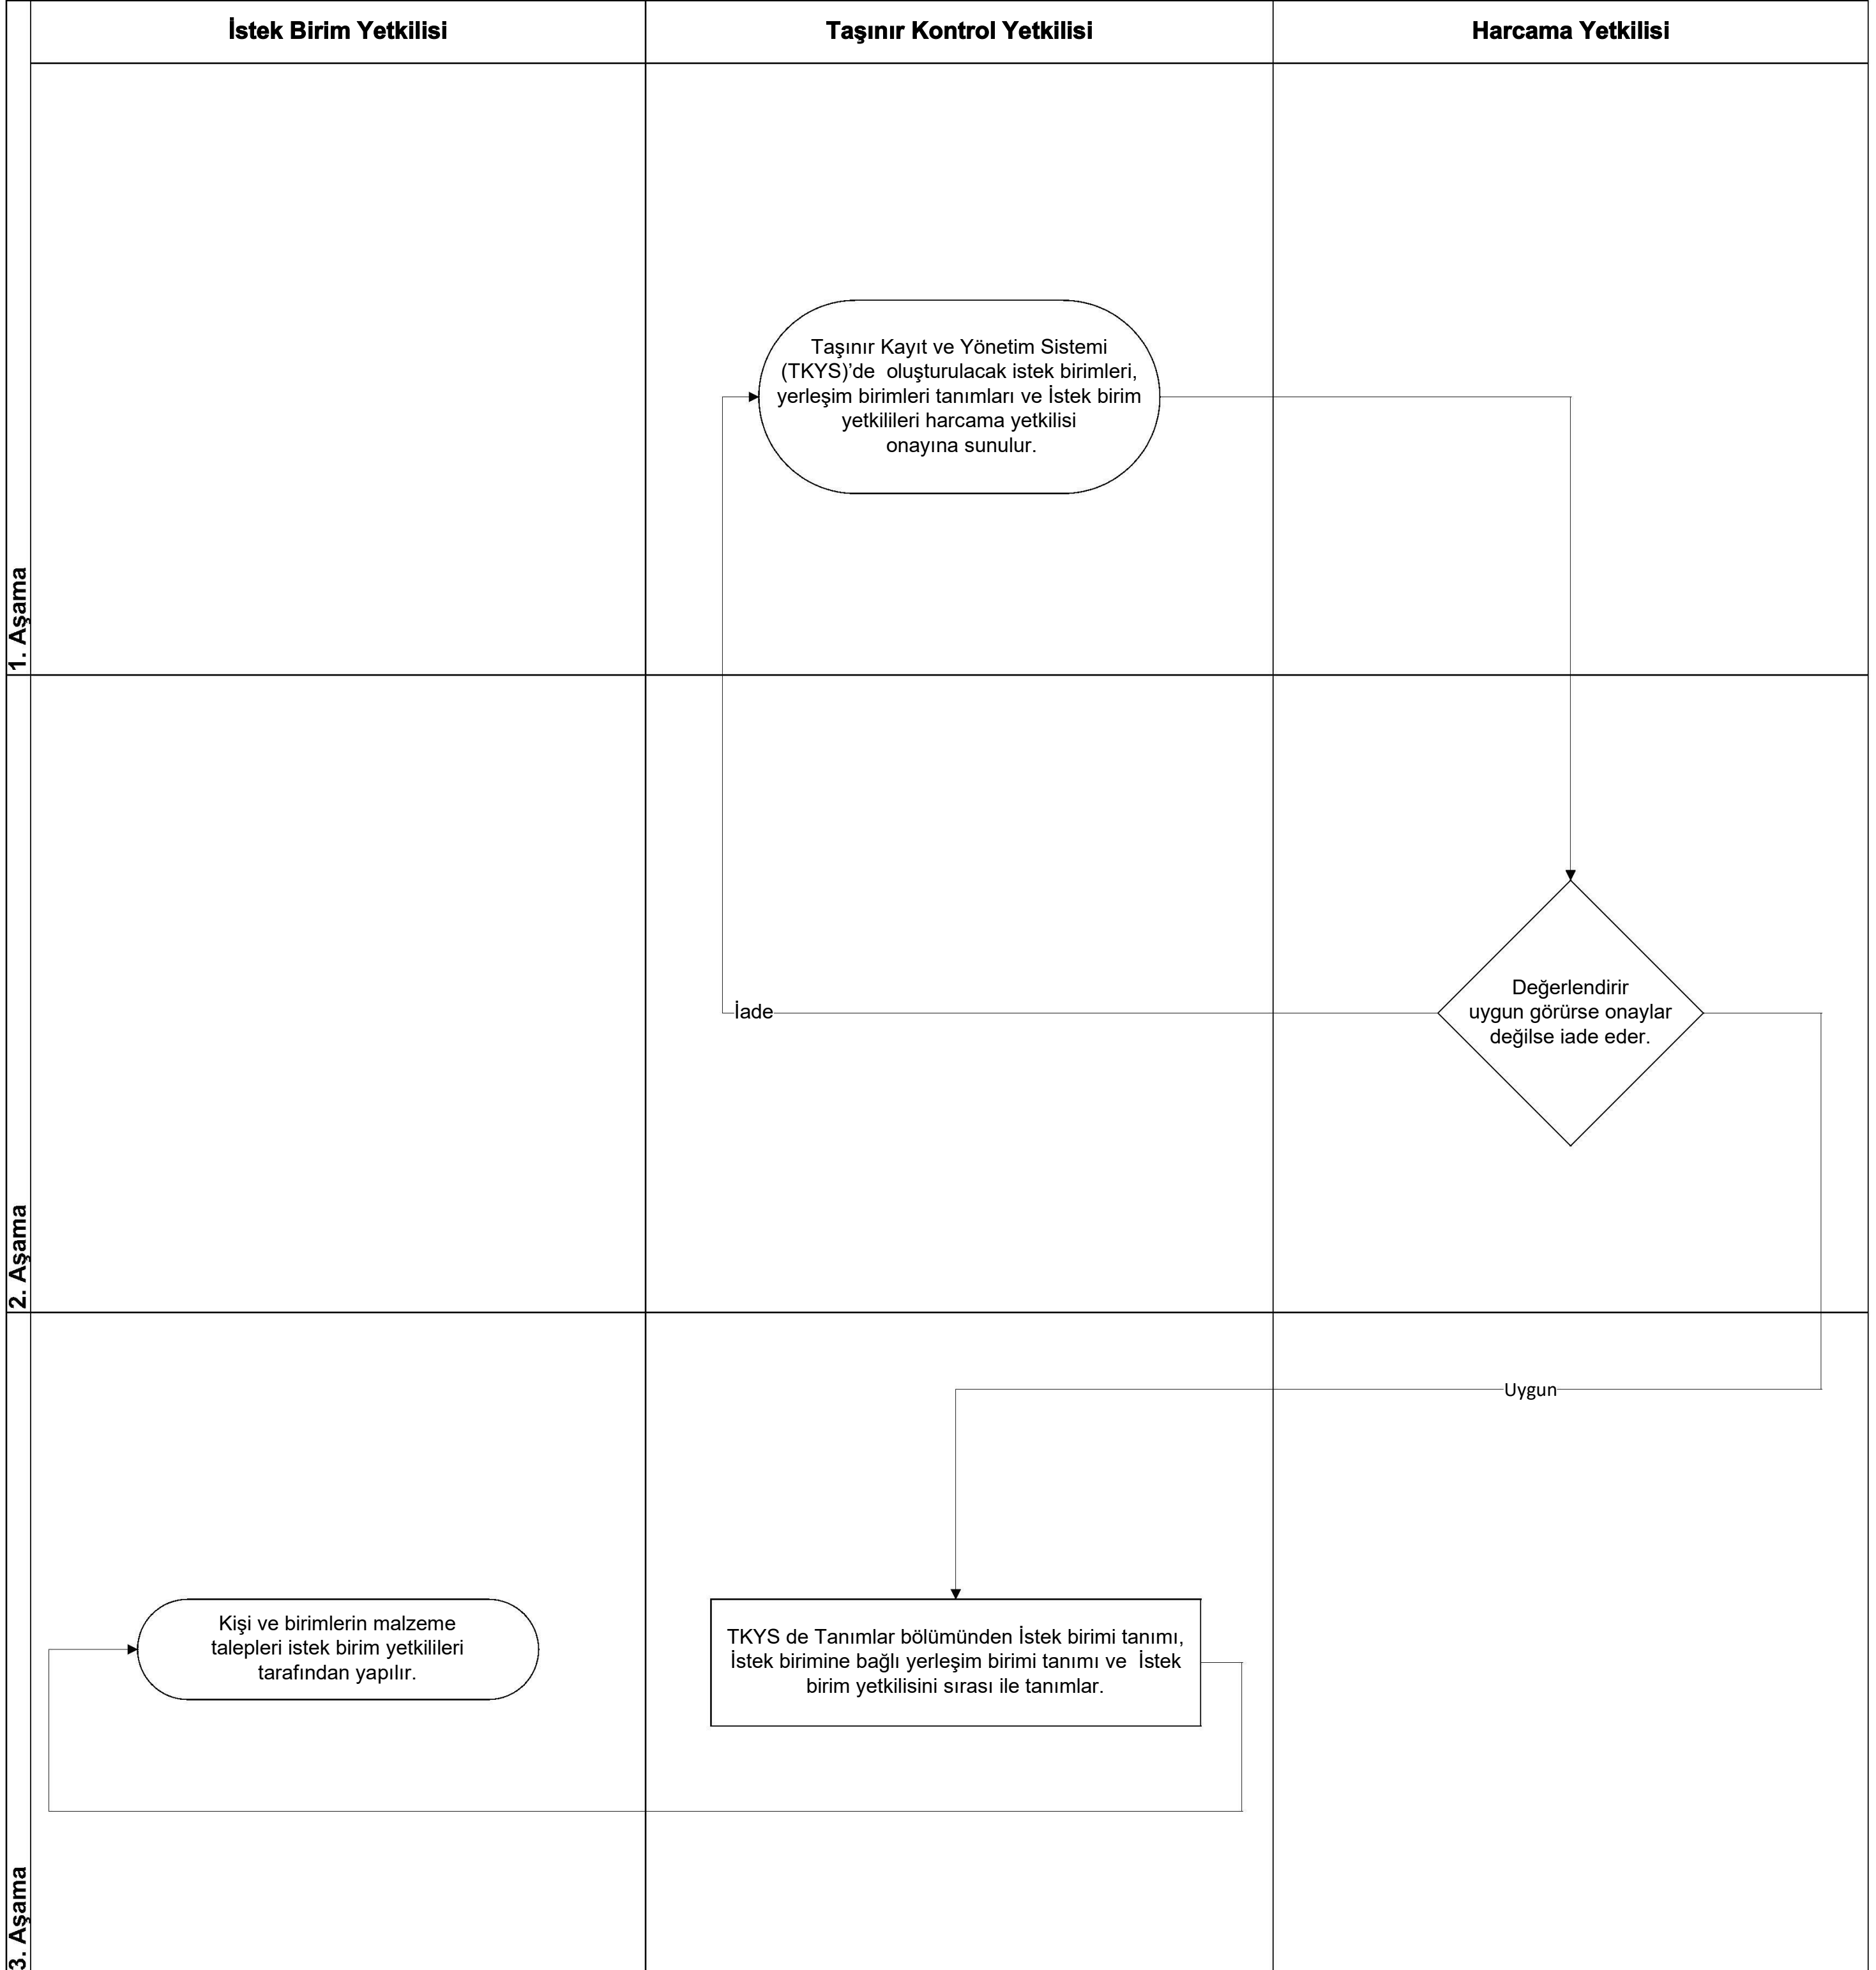 İstek Birim Yetkilisi
Taşınır Kontrol Yetkilisi
Harcama Yetkilisi
1. Aşama
Taşınır Kayıt ve Yönetim Sistemi
(TKYS)’de oluşturulacak istek birimleri,
yerleşim birimleri tanımları ve İstek birim
yetkilileri harcama yetkilisi
onayına sunulur.
2. Aşama
İade
Değerlendirir
uygun görürse onaylar
değilse iade eder.
3. Aşama
Uygun
Kişi ve birimlerin malzeme
talepleri istek birim yetkilileri
tarafından yapılır.
TKYS de Tanımlar bölümünden İstek birimi tanımı,
İstek birimine bağlı yerleşim birimi tanımı ve İstek
birim yetkilisini sırası ile tanımlar.